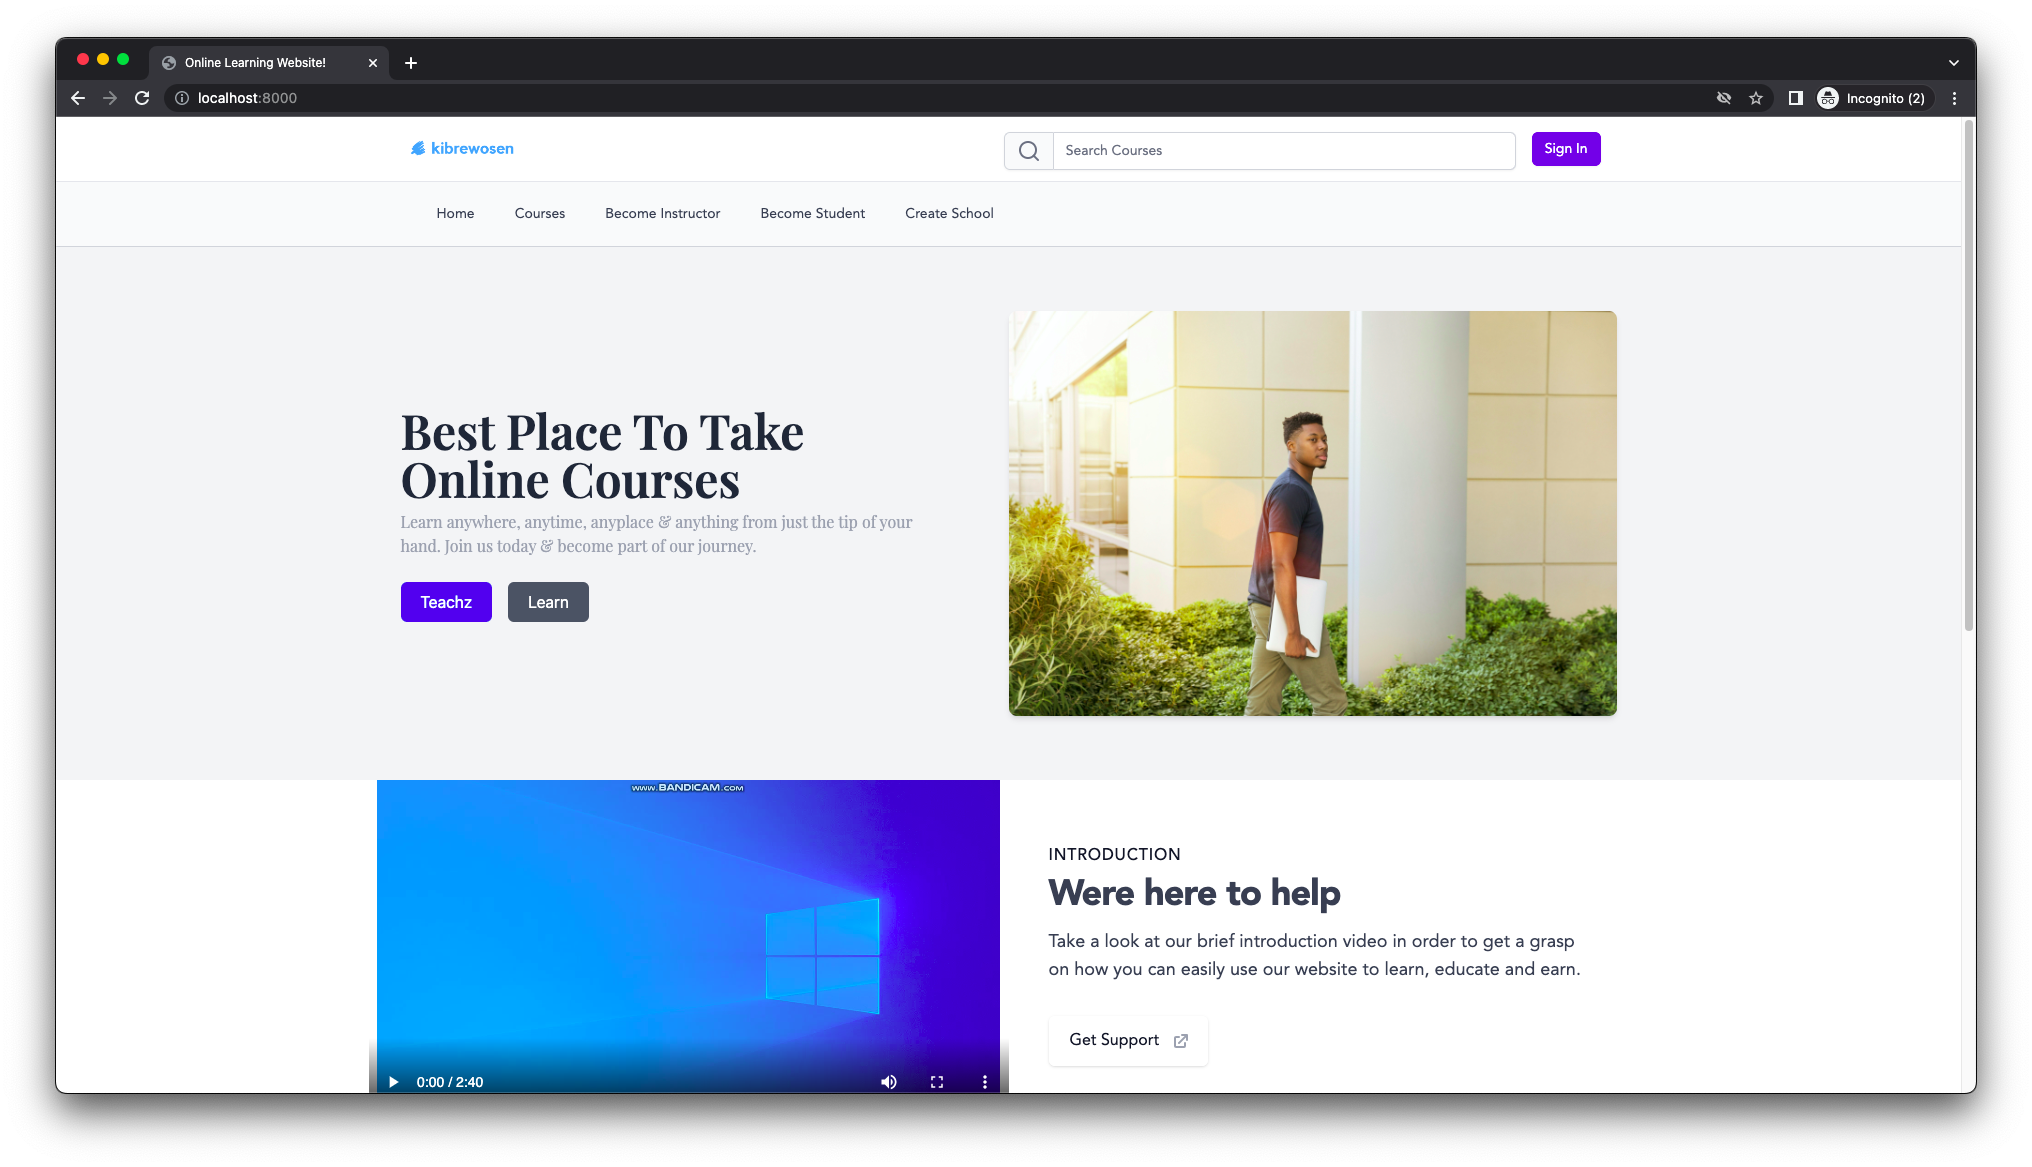 Online Learning Website!
localhost:8000
Incognito (2)
kibrewosen
Search Courses
Sign In
Home Courses Become Instructor Become Student Create School
Best Place To Take
Online Courses
Learn anywhere, anytime, anyplace & anything from just the tip of your
hand. Join us today & become part of our journey.
Teachz Learn
www.BANDICAM.com
INTRODUCTION
Were here to help
Take a look at our brief introduction video in order to get a grasp
on how you can easily use our website to learn, educate and earn.
Get Support
0:00 / 2:40